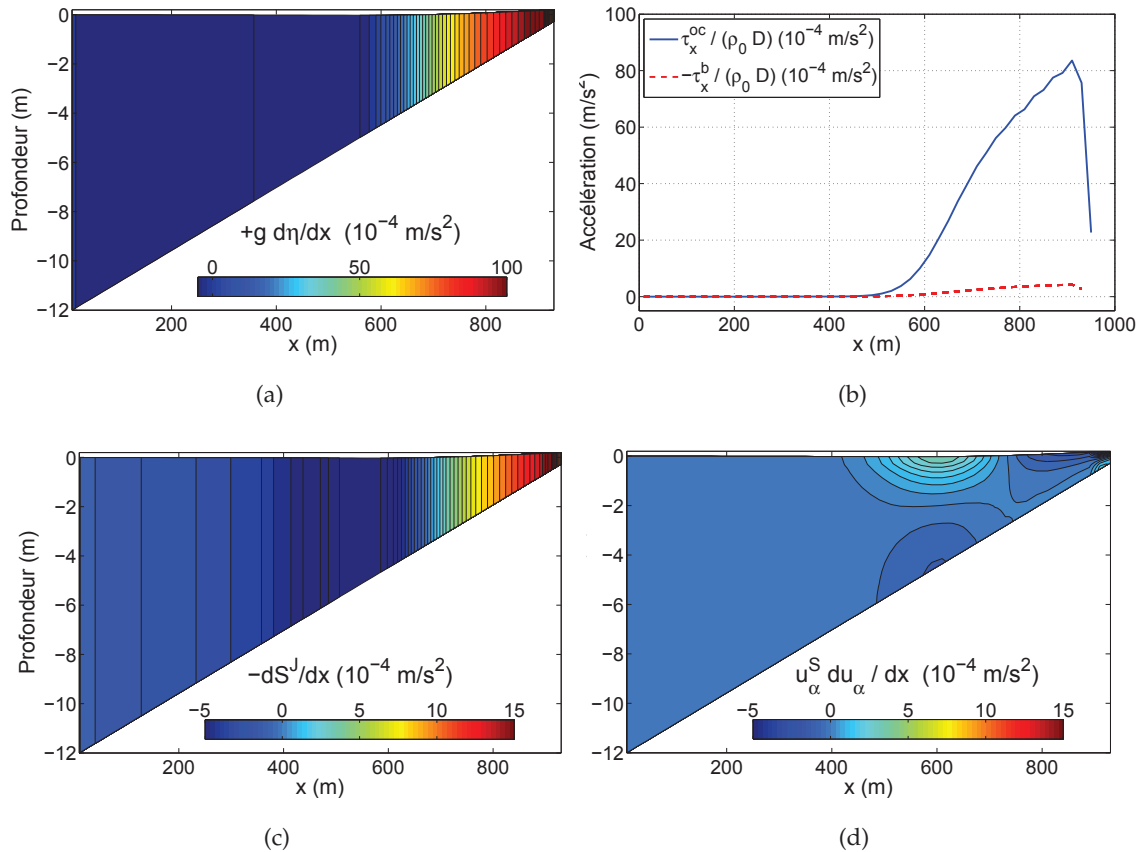 0
−2
−4
−6
−8
−10
−12
Profondeur (m)
+g dη/dx (10⁻⁴ m/s²)
0 50 100
200 400 600 800
x (m)
(a)
τₓᵒᶜ / (ρ₀ D) (10⁻⁴ m/s²)
−τₓᵇ / (ρ₀ D) (10⁻⁴ m/s²)
100
80
60
40
20
0
Accélération (m/s²)
0 200 400 600 800 1000
x (m)
(b)
0
−2
−4
−6
−8
−10
−12
Profondeur (m)
−dSᴶ/dx (10⁻⁴ m/s²)
−5 0 5 10 15
200 400 600 800
x (m)
(c)
0
−2
−4
−6
−8
−10
−12
u_α^S du_α / dx (10⁻⁴ m/s²)
−5 0 5 10 15
200 400 600 800
x (m)
(d)